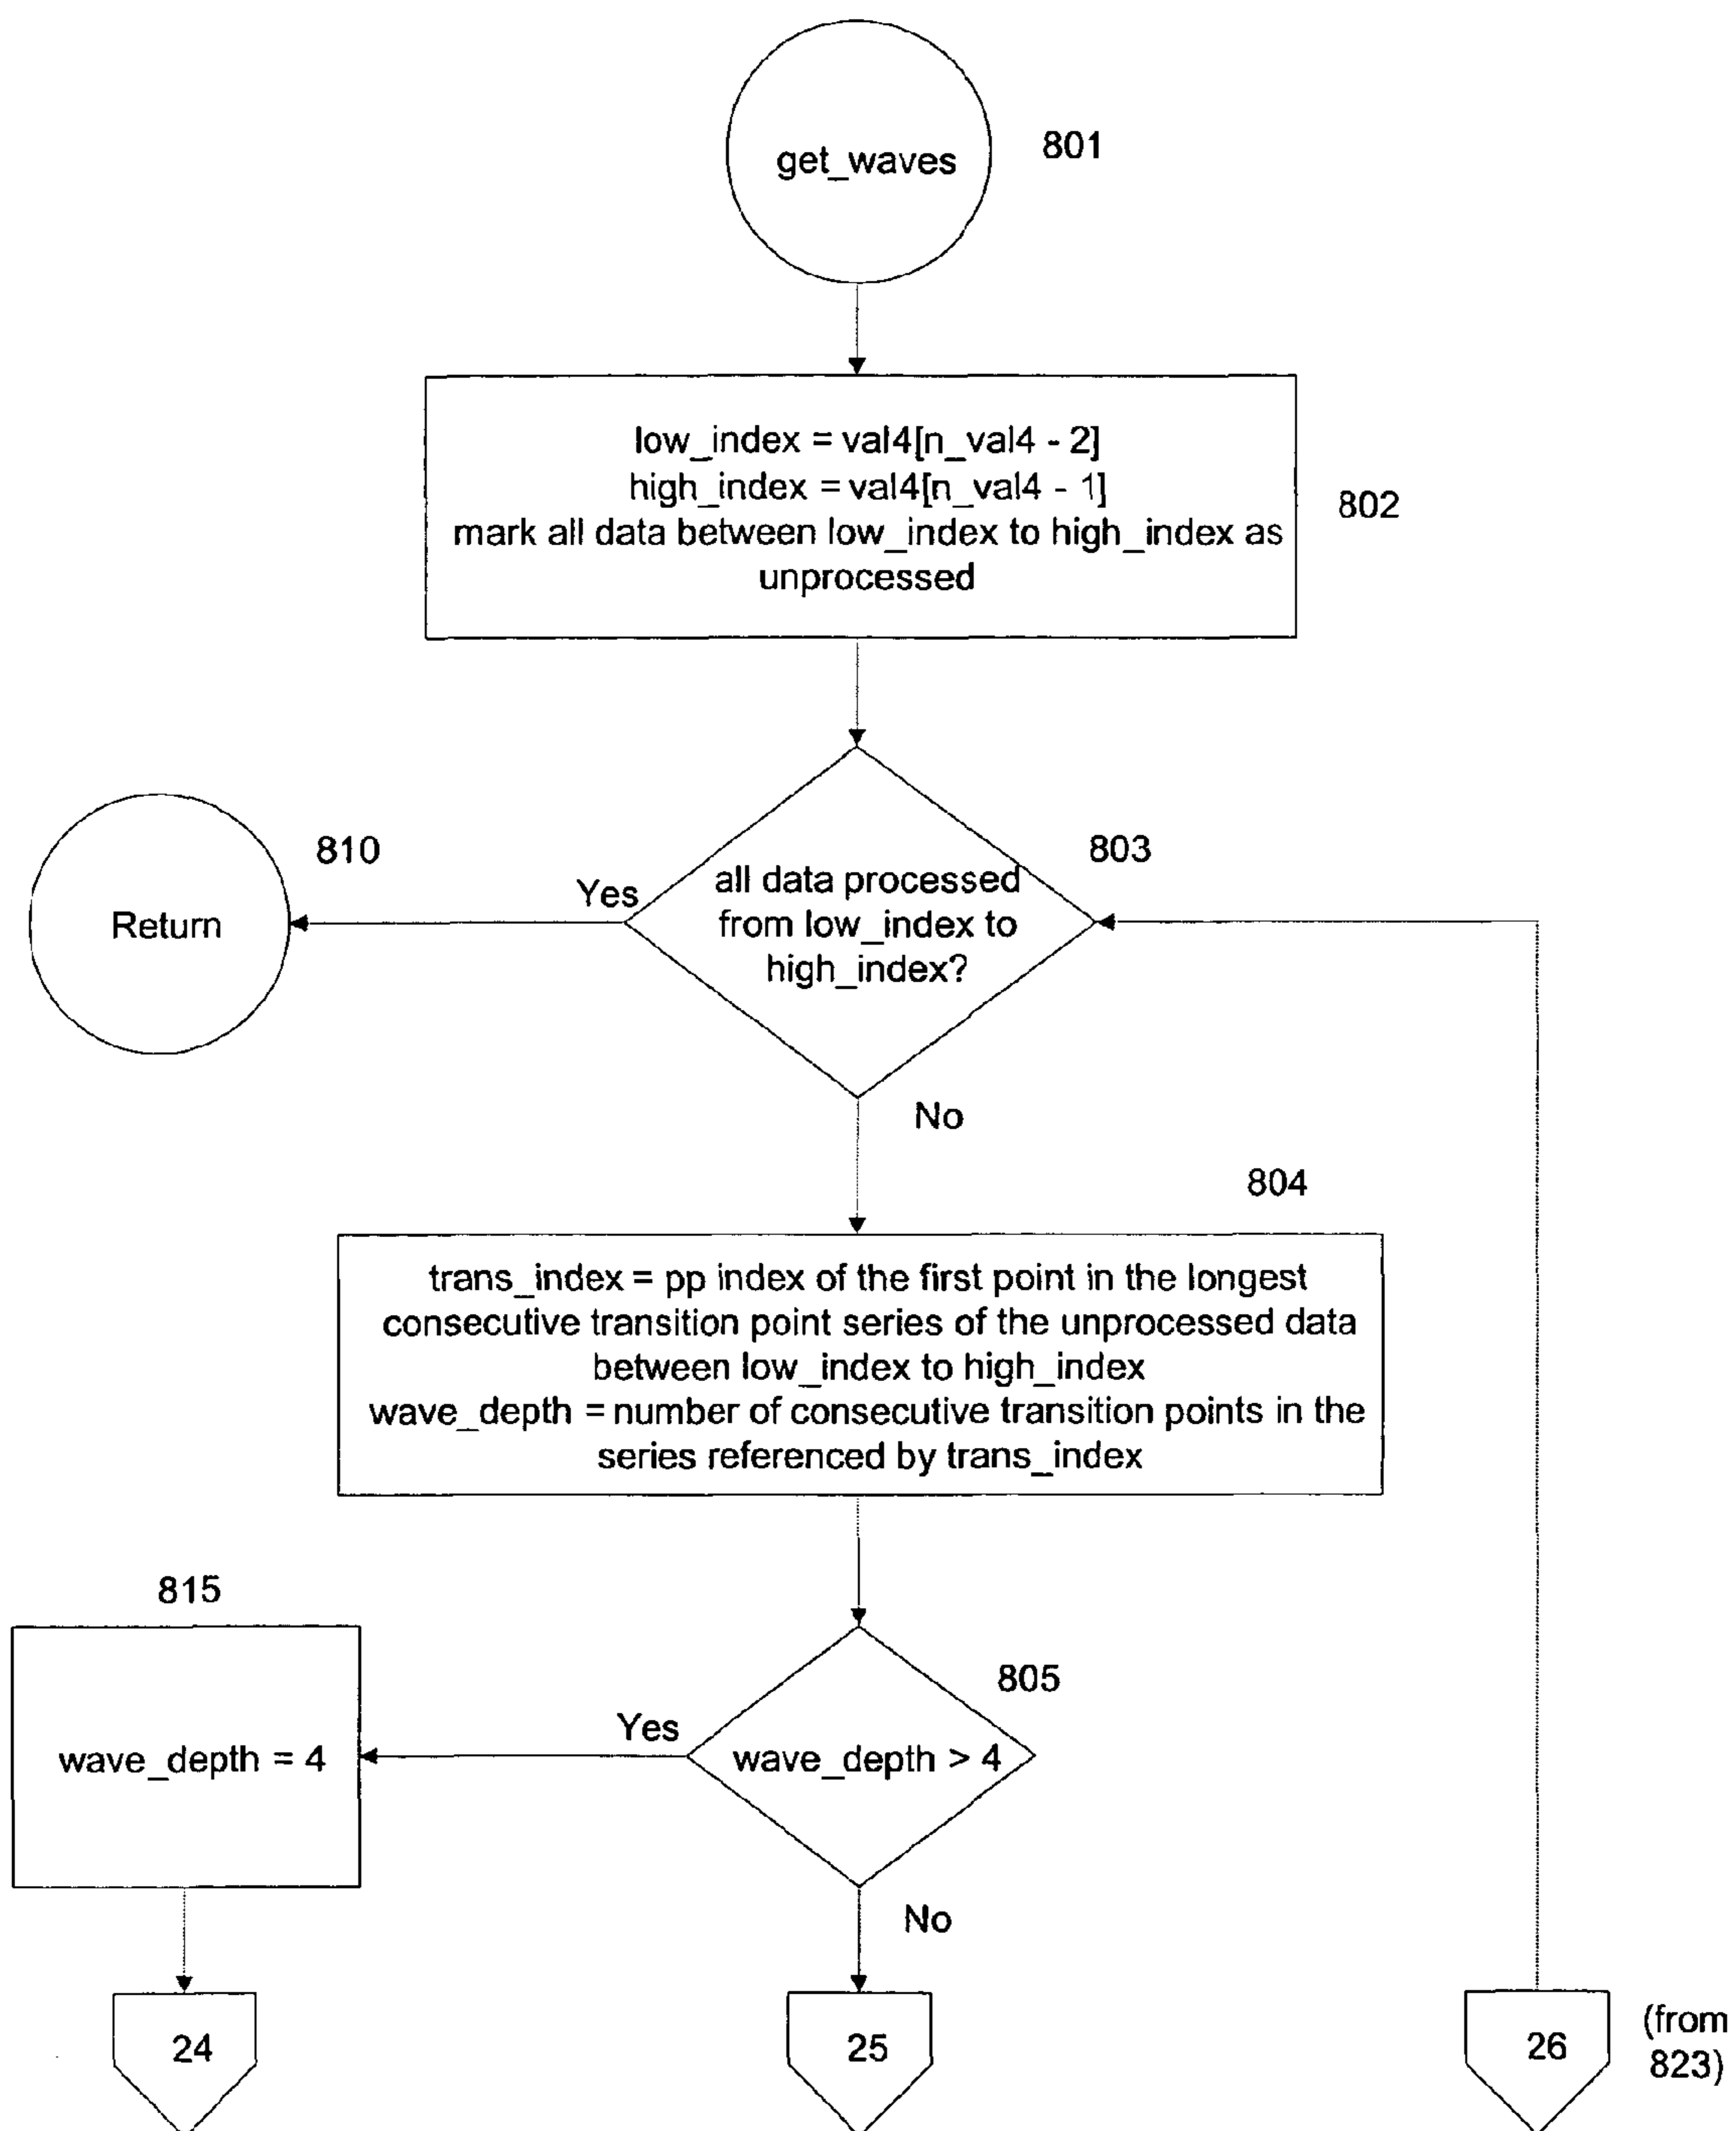 get_waves
801
low_index = val4[n_val4 - 2]
high_index = val4[n_val4 - 1]
mark all data between low_index to high_index as
unprocessed
802
810
Return
Yes
803
all data processed
from low_index to
high_index?
No
804
trans_index = pp index of the first point in the longest
consecutive transition point series of the unprocessed data
between low_index to high_index
wave_depth = number of consecutive transition points in the
series referenced by trans_index
815
wave_depth = 4
Yes
805
wave_depth > 4
No
24
25
26
(from
823)